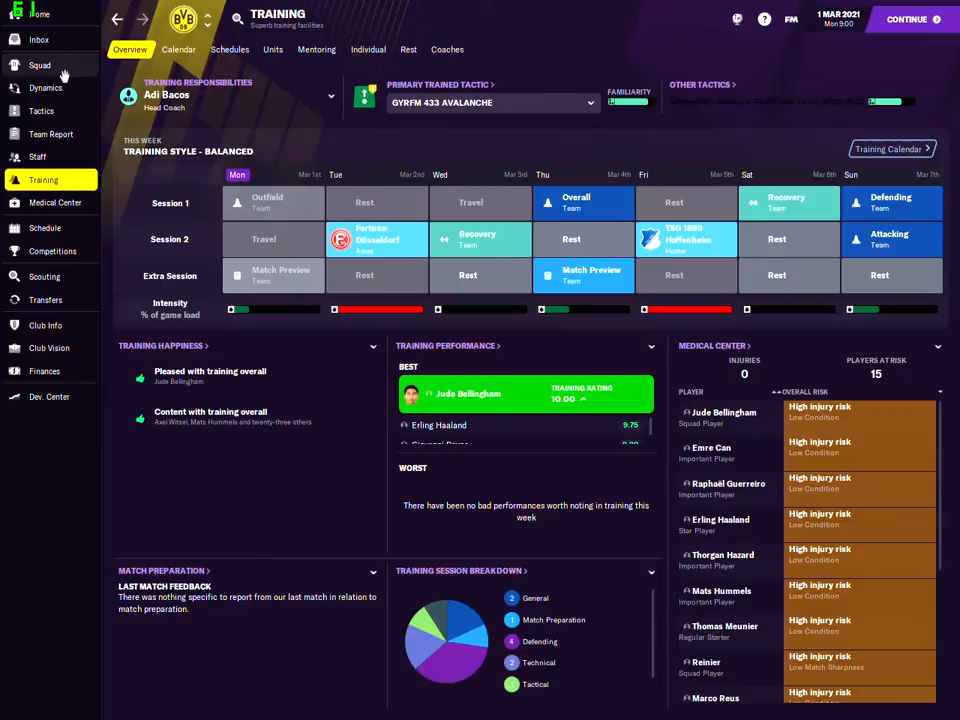 Home
TRAINING
Superb training facilities
BVB
09
?
FM
1 MAR 2021
Mon 9:00
CONTINUE
Inbox
Squad
Dynamics
Tactics
Team Report
Staff
Training
Medical Center
Schedule
Competitions
Scouting
Transfers
Club Info
Club Vision
Finances
Dev. Center
Overview
Calendar
Schedules
Units
Mentoring
Individual
Rest
Coaches
TRAINING RESPONSIBILITIES
Adi Bacos
Head Coach
PRIMARY TRAINED TACTIC >
GYRFM 433 AVALANCHE
FAMILIARITY
OTHER TACTICS >
THIS WEEK
TRAINING STYLE - BALANCED
Training Calendar >
Mon Mar 1st Tue Mar 2nd Wed Mar 3rd Thu Mar 4th Fri Mar 5th Sat Mar 6th Sun Mar 7th
Session 1
Outfield
Team
Rest
Travel
Overall
Team
Rest
Recovery
Team
Defending
Team
Session 2
Travel
Fortuna
Düsseldorf
Away
Recovery
Team
Rest
TSG 1899
Hoffenheim
Home
Rest
Attacking
Team
Extra Session
Match Preview
Team
Rest
Rest
Match Preview
Team
Rest
Rest
Rest
Intensity
% of game load
TRAINING HAPPINESS >
Pleased with training overall
Jude Bellingham
Content with training overall
Axel Witsel, Mats Hummels and twenty-three others
TRAINING PERFORMANCE >
BEST
Jude Bellingham
TRAINING RATING
10.00
Erling Haaland 9.75
WORST
There have been no bad performances worth noting in training this
week
MEDICAL CENTER >
INJURIES
0
PLAYERS AT RISK
15
PLAYER OVERALL RISK
Jude Bellingham
Squad Player
High injury risk
Low Condition
Emre Can
Important Player
High injury risk
Low Condition
Raphaël Guerreiro
Important Player
High injury risk
Low Condition
Erling Haaland
Star Player
High injury risk
Low Condition
Thorgan Hazard
Important Player
High injury risk
Low Condition
Mats Hummels
Important Player
High injury risk
Low Condition
Thomas Meunier
Regular Starter
High injury risk
Low Condition
Reinier
Squad Player
High injury risk
Low Match Sharpness
Marco Reus
High injury risk
MATCH PREPARATION >
LAST MATCH FEEDBACK
There was nothing specific to report from our last match in relation to
match preparation.
TRAINING SESSION BREAKDOWN >
2 General
1 Match Preparation
4 Defending
2 Technical
1 Tactical